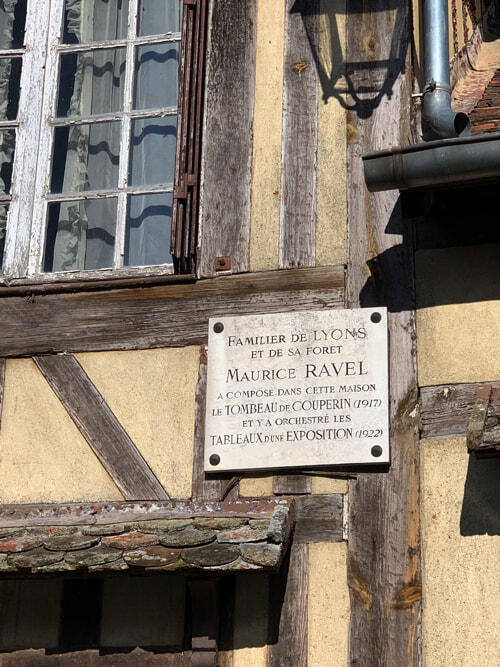 FAMILIER DE LYONS
ET DE SA FORET
MAURICE RAVEL
A COMPOSE DANS CETTE MAISON
LE TOMBEAU DE COUPERIN (1917)
ET Y A ORCHESTRÉ LES
TABLEAUX D'UNE EXPOSITION (1922)